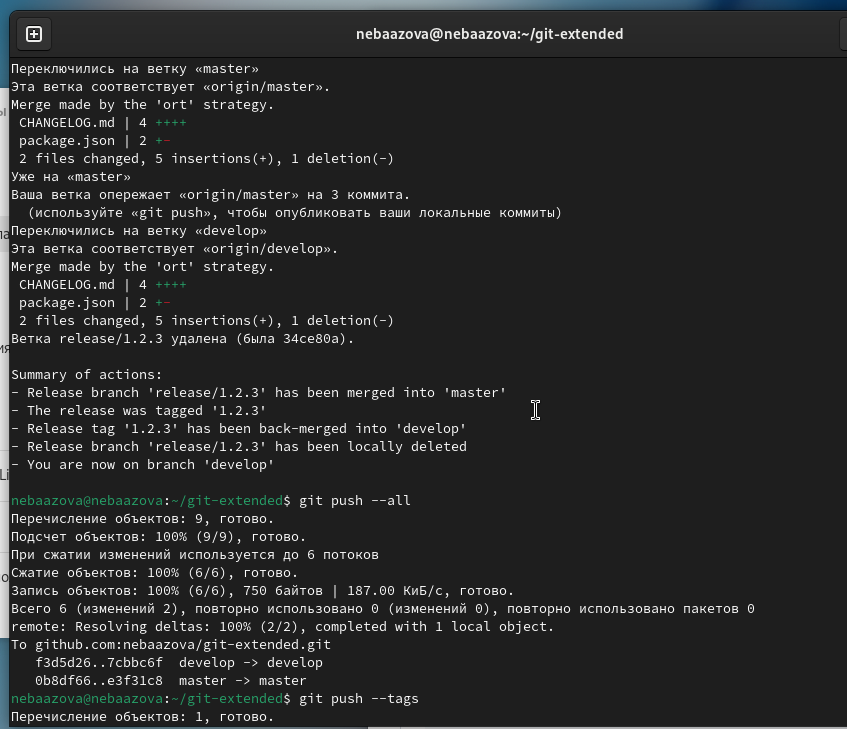 nebaazova@nebaazova:~/git-extended
Переключились на ветку «master»
Эта ветка соответствует «origin/master».
Merge made by the 'ort' strategy.
 CHANGELOG.md | 4 ++++
 package.json | 2 +-
 2 files changed, 5 insertions(+), 1 deletion(-)
Уже на «master»
Ваша ветка опережает «origin/master» на 3 коммита.
  (используйте «git push», чтобы опубликовать ваши локальные коммиты)
Переключились на ветку «develop»
Эта ветка соответствует «origin/develop».
Merge made by the 'ort' strategy.
 CHANGELOG.md | 4 ++++
 package.json | 2 +-
 2 files changed, 5 insertions(+), 1 deletion(-)
Ветка release/1.2.3 удалена (была 34ce80a).

Summary of actions:
- Release branch 'release/1.2.3' has been merged into 'master'
- The release was tagged '1.2.3'
- Release tag '1.2.3' has been back-merged into 'develop'
- Release branch 'release/1.2.3' has been locally deleted
- You are now on branch 'develop'

nebaazova@nebaazova:~/git-extended$ git push --all
Перечисление объектов: 9, готово.
Подсчет объектов: 100% (9/9), готово.
При сжатии изменений используется до 6 потоков
Сжатие объектов: 100% (6/6), готово.
Запись объектов: 100% (6/6), 750 байтов | 187.00 КиБ/с, готово.
Всего 6 (изменений 2), повторно использовано 0 (изменений 0), повторно использовано пакетов 0
remote: Resolving deltas: 100% (2/2), completed with 1 local object.
To github.com:nebaazova/git-extended.git
   f3d5d26..7cbbc6f  develop -> develop
   0b8df66..e3f31c8  master -> master
nebaazova@nebaazova:~/git-extended$ git push --tags
Перечисление объектов: 1, готово.